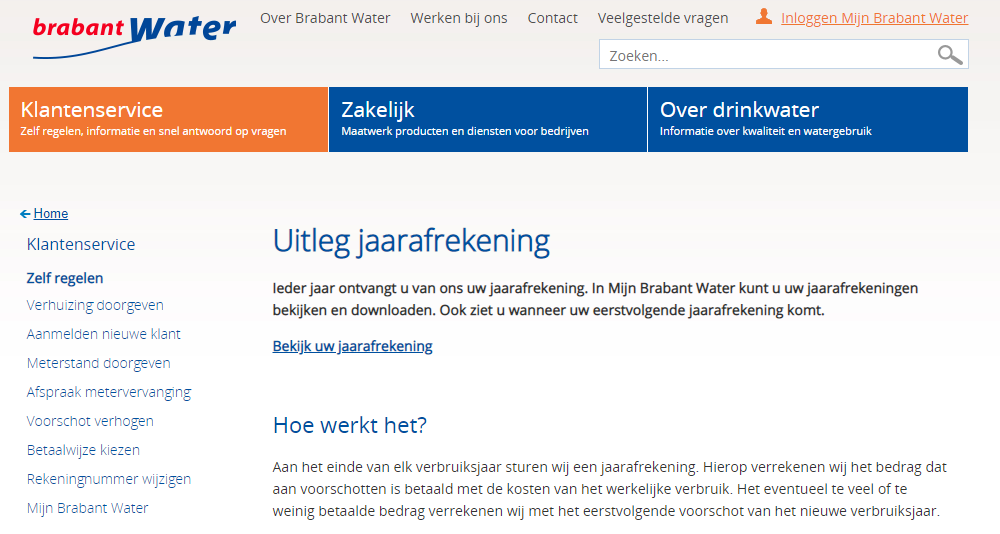 brabant Water
Over Brabant Water
Werken bij ons
Contact
Veelgestelde vragen
Inloggen Mijn Brabant Water
Zoeken...
Klantenservice
Zelf regelen, informatie en snel antwoord op vragen
Zakelijk
Maatwerk producten en diensten voor bedrijven
Over drinkwater
Informatie over kwaliteit en watergebruik
Home
Klantenservice
Zelf regelen
Verhuizing doorgeven
Aanmelden nieuwe klant
Meterstand doorgeven
Afspraak metervervanging
Voorschot verhogen
Betaalwijze kiezen
Rekeningnummer wijzigen
Mijn Brabant Water
Uitleg jaarafrekening
Ieder jaar ontvangt u van ons uw jaarafrekening. In Mijn Brabant Water kunt u uw jaarafrekeningen
bekijken en downloaden. Ook ziet u wanneer uw eerstvolgende jaarafrekening komt.
Bekijk uw jaarafrekening
Hoe werkt het?
Aan het einde van elk verbruiksjaar sturen wij een jaarafrekening. Hierop verrekenen wij het bedrag dat
aan voorschotten is betaald met de kosten van het werkelijke verbruik. Het eventueel te veel of te
weinig betaalde bedrag verrekenen wij met het eerstvolgende voorschot van het nieuwe verbruiksjaar.